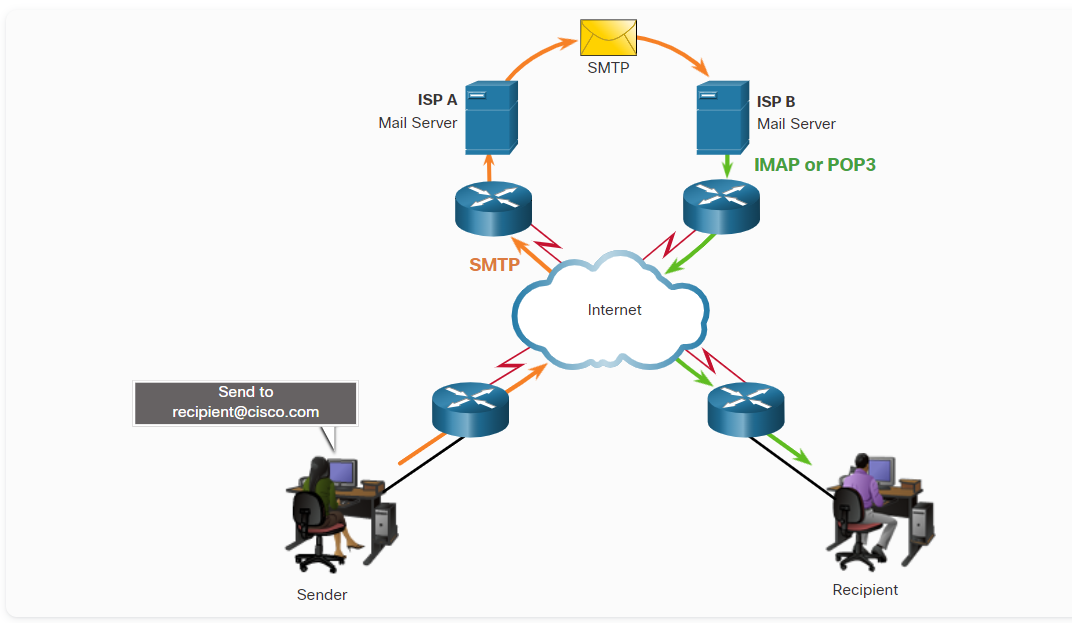 SMTP
ISP A
Mail Server
ISP B
Mail Server
IMAP or POP3
SMTP
Internet
Send to
recipient@cisco.com
Sender
Recipient